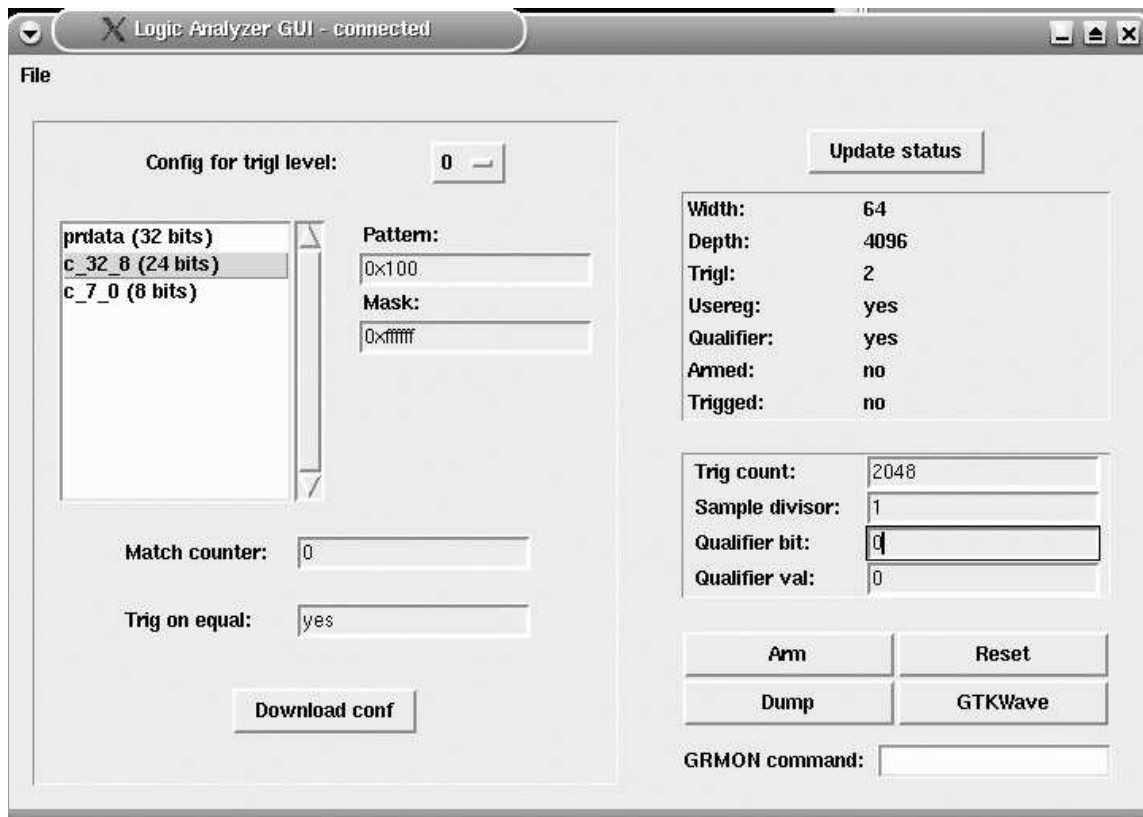 Logic Analyzer GUI - connected
File
Config for trigl level: 0
prdata (32 bits)
c_32_8 (24 bits)
c_7_0 (8 bits)
Pattern:
0x100
Mask:
0xffffff
Match counter: 0
Trig on equal: yes
Download conf
Update status
Width: 64
Depth: 4096
Trigl: 2
Usereg: yes
Qualifier: yes
Armed: no
Trigged: no
Trig count: 2048
Sample divisor: 1
Qualifier bit: 0
Qualifier val: 0
Arm Reset
Dump GTKWave
GRMON command: